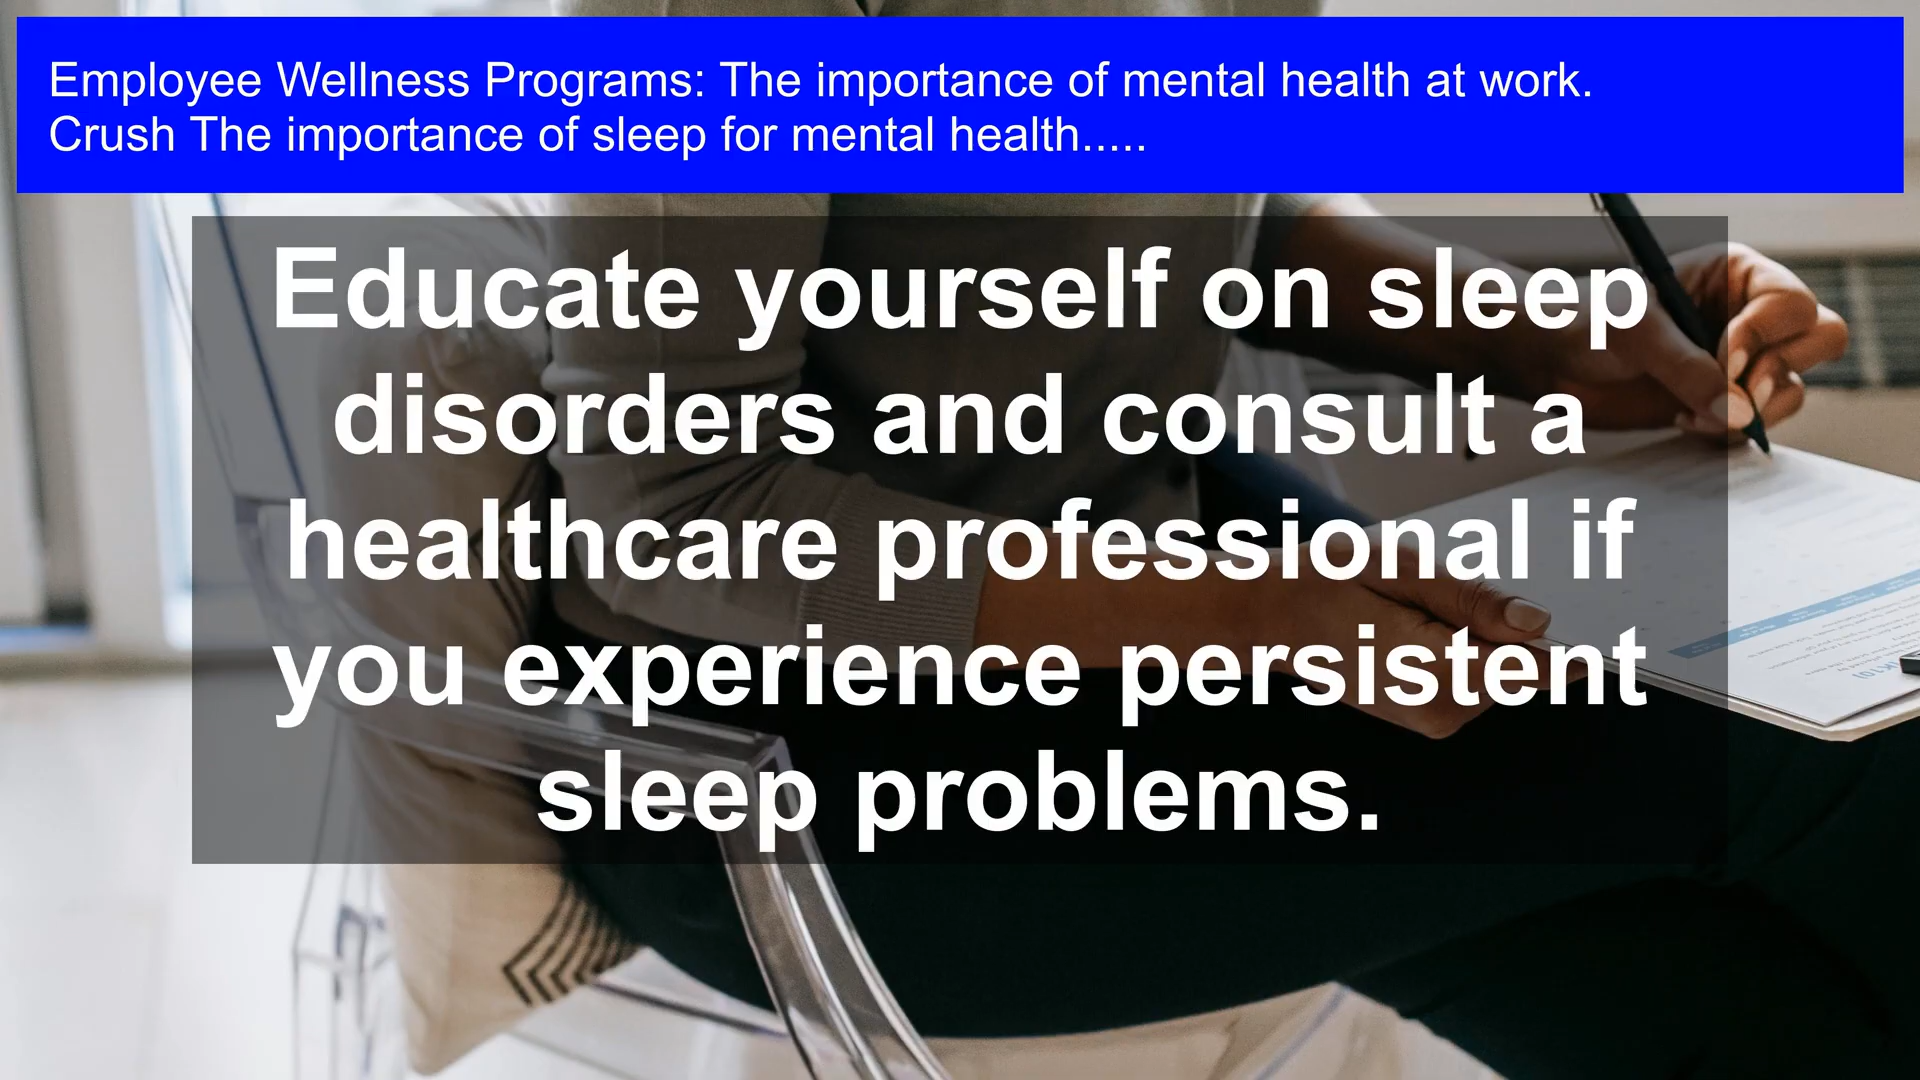 Employee Wellness Programs: The importance of mental health at work.
Crush The importance of sleep for mental health.....
Educate yourself on sleep
disorders and consult a
healthcare professional if
you experience persistent
sleep problems.